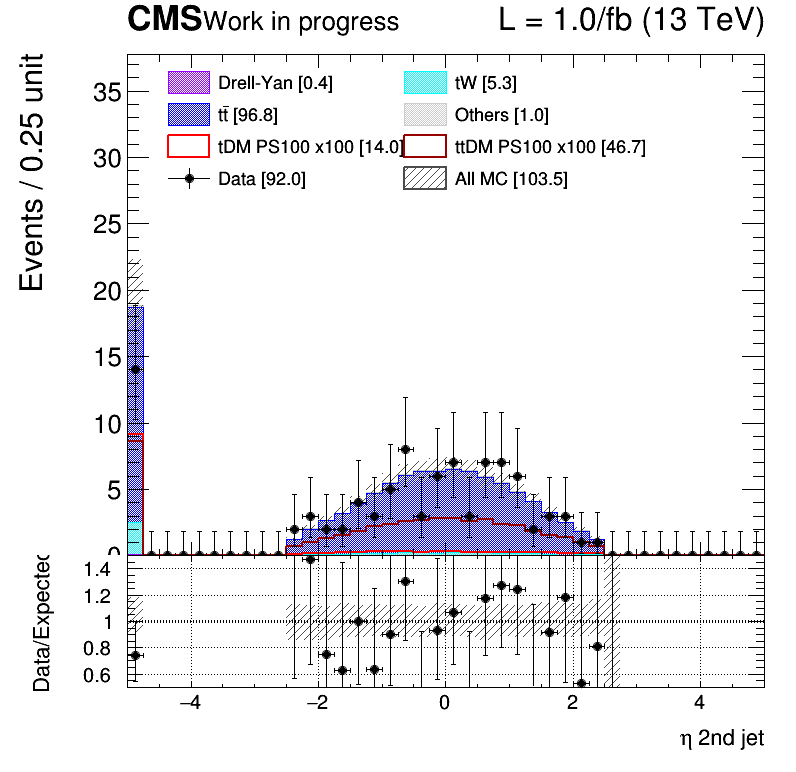 CMS Work in progress L = 1.0/fb (13 TeV)
Events / 0.25 unit
Drell-Yan [0.4] tW [5.3]
tt̄ [96.8] Others [1.0]
tDM PS100 x100 [14.0] ttDM PS100 x100 [46.7]
Data [92.0] All MC [103.5]
35
30
25
20
15
10
5
0
Data/Expected
1.4
1.2
1
0.8
0.6
−4 −2 0 2 4
η 2nd jet